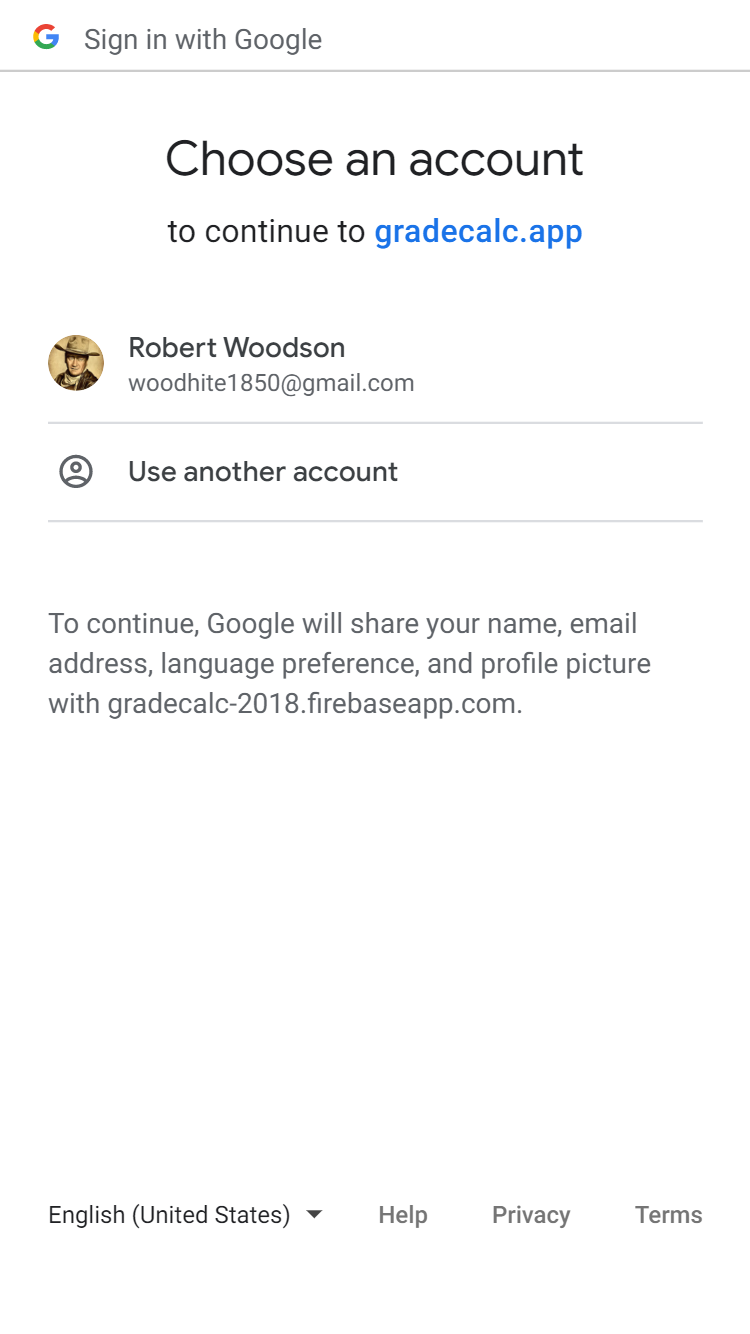 Sign in with Google
Choose an account
to continue to gradecalc.app
Robert Woodson
woodhite1850@gmail.com
Use another account
To continue, Google will share your name, email
address, language preference, and profile picture
with gradecalc-2018.firebaseapp.com.
English (United States) Help Privacy Terms